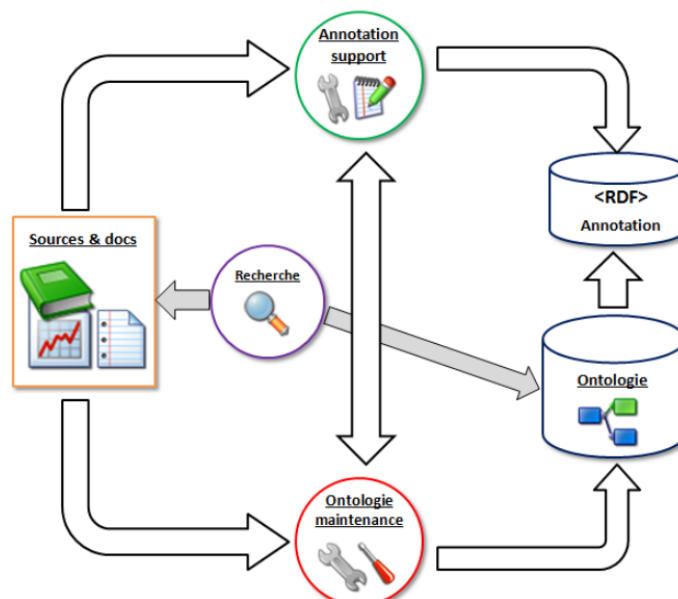 Annotation
support
<RDF>
Annotation
Sources & docs
Recherche
Ontologie
Ontologie
maintenance